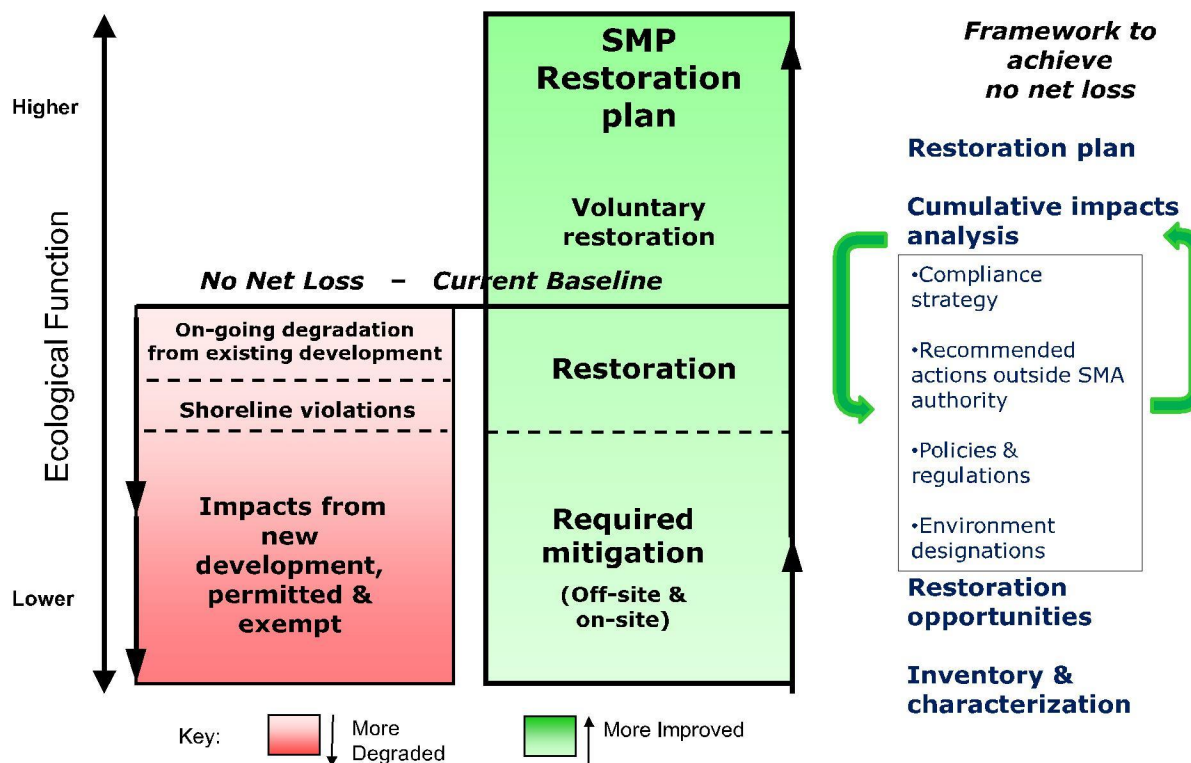 Higher
Ecological Function
Lower
SMP
Restoration
plan
Voluntary
restoration
No Net Loss – Current Baseline
On-going degradation
from existing development
Shoreline violations
Impacts from
new
development,
permitted &
exempt
Restoration
Required
mitigation
(Off-site &
on-site)
Framework to
achieve
no net loss
Restoration plan
Cumulative impacts
analysis
•Compliance
strategy
•Recommended
actions outside SMA
authority
•Policies &
regulations
•Environment
designations
Restoration
opportunities
Inventory &
characterization
Key:
More
Degraded
More Improved